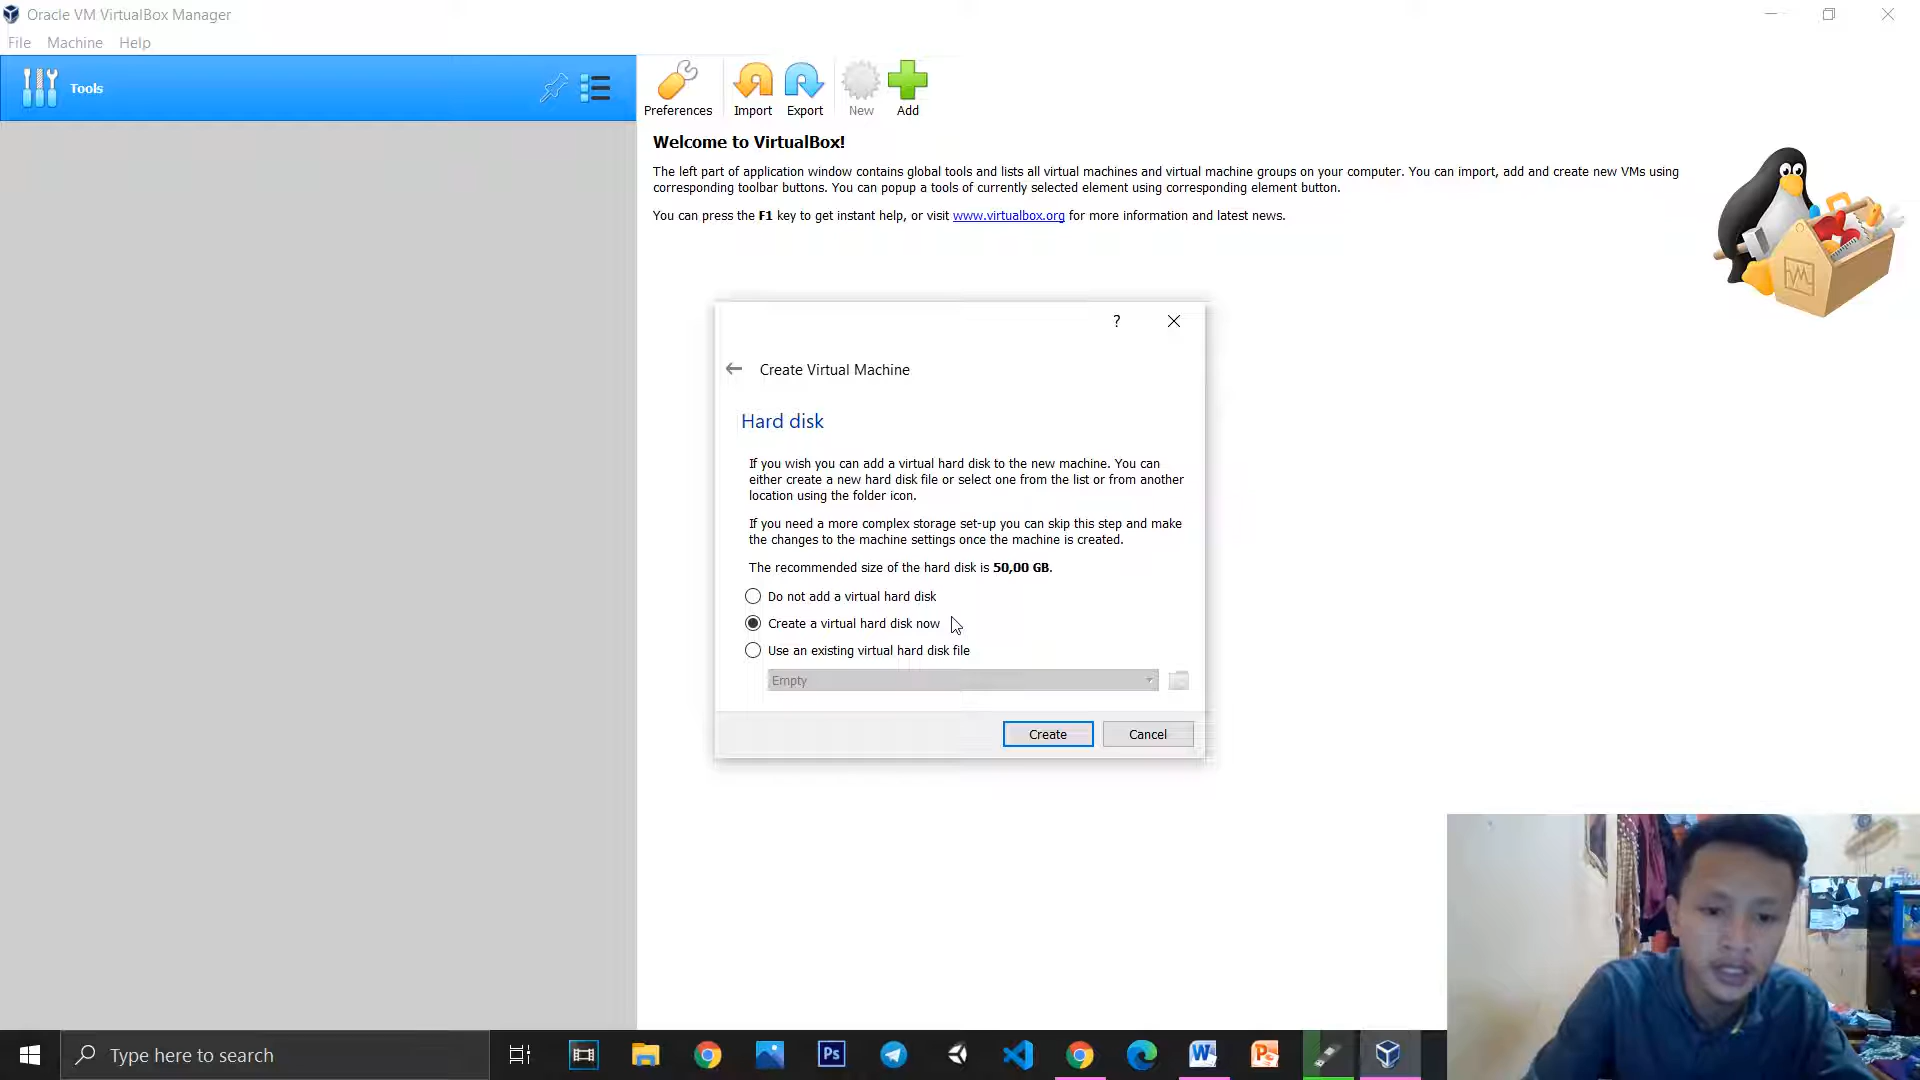 Oracle VM VirtualBox Manager
File Machine Help
Tools
Preferences Import Export New Add
Welcome to VirtualBox!
The left part of application window contains global tools and lists all virtual machines and virtual machine groups on your computer. You can import, add and create new VMs using
corresponding toolbar buttons. You can popup a tools of currently selected element using corresponding element button.
You can press the F1 key to get instant help, or visit www.virtualbox.org for more information and latest news.
?
Create Virtual Machine
Hard disk
If you wish you can add a virtual hard disk to the new machine. You can
either create a new hard disk file or select one from the list or from another
location using the folder icon.
If you need a more complex storage set-up you can skip this step and make
the changes to the machine settings once the machine is created.
The recommended size of the hard disk is 50,00 GB.
Do not add a virtual hard disk
Create a virtual hard disk now
Use an existing virtual hard disk file
Empty
Create Cancel
Type here to search
Ps